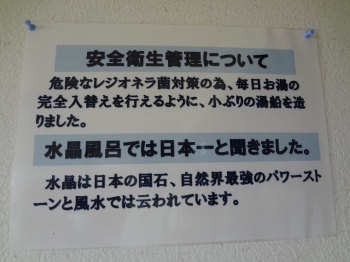 安全衛生管理について
危険なレジオネラ菌対策の為、毎日お湯の
完全入替えを行えるように、小ぶりの湯船を造
りました。
水晶風呂では日本一と聞きました。
水晶は日本の国石、自然界最強のパワースト
ーンと風水では云われています。